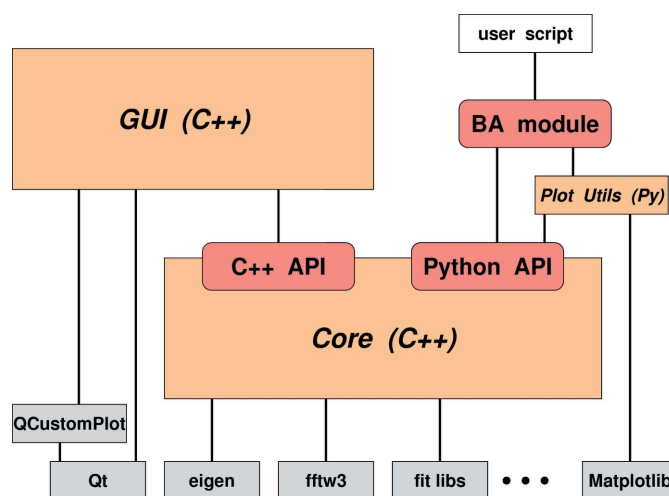 user script
GUI (C++)
BA module
Plot Utils (Py)
C++ API
Python API
Core (C++)
QCustomPlot
Qt
eigen
fftw3
fit libs
• • •
Matplotlib